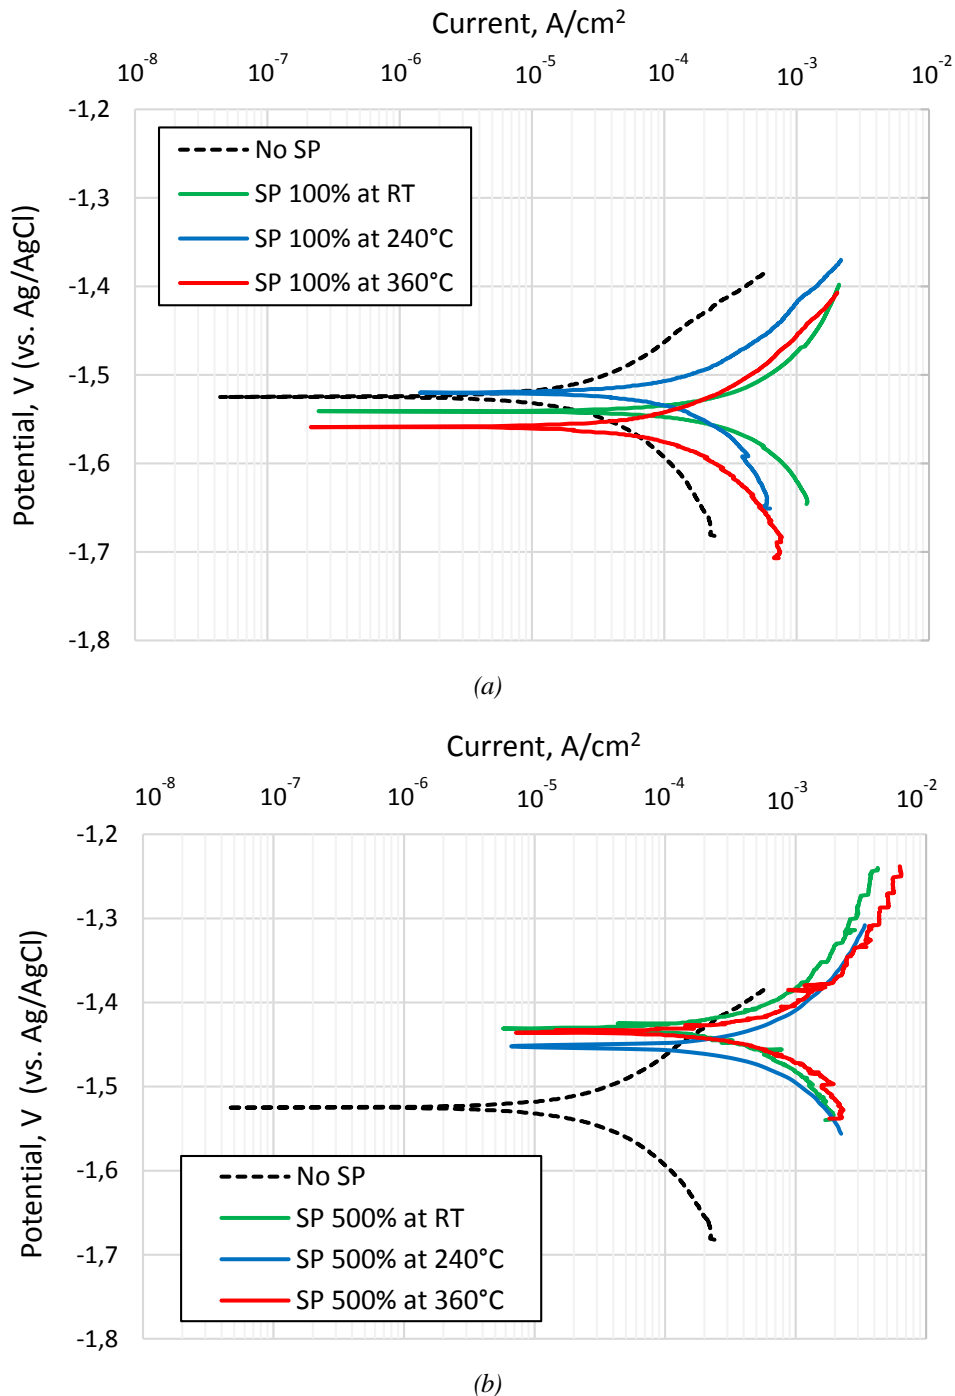 Current, A/cm²
10⁻⁸ 10⁻⁷ 10⁻⁶ 10⁻⁵ 10⁻⁴ 10⁻³ 10⁻²
Potential, V (vs. Ag/AgCl)
-1,2
-1,3
-1,4
-1,5
-1,6
-1,7
-1,8
No SP
SP 100% at RT
SP 100% at 240°C
SP 100% at 360°C
(a)
Current, A/cm²
10⁻⁸ 10⁻⁷ 10⁻⁶ 10⁻⁵ 10⁻⁴ 10⁻³ 10⁻²
Potential, V (vs. Ag/AgCl)
-1,2
-1,3
-1,4
-1,5
-1,6
-1,7
-1,8
No SP
SP 500% at RT
SP 500% at 240°C
SP 500% at 360°C
(b)